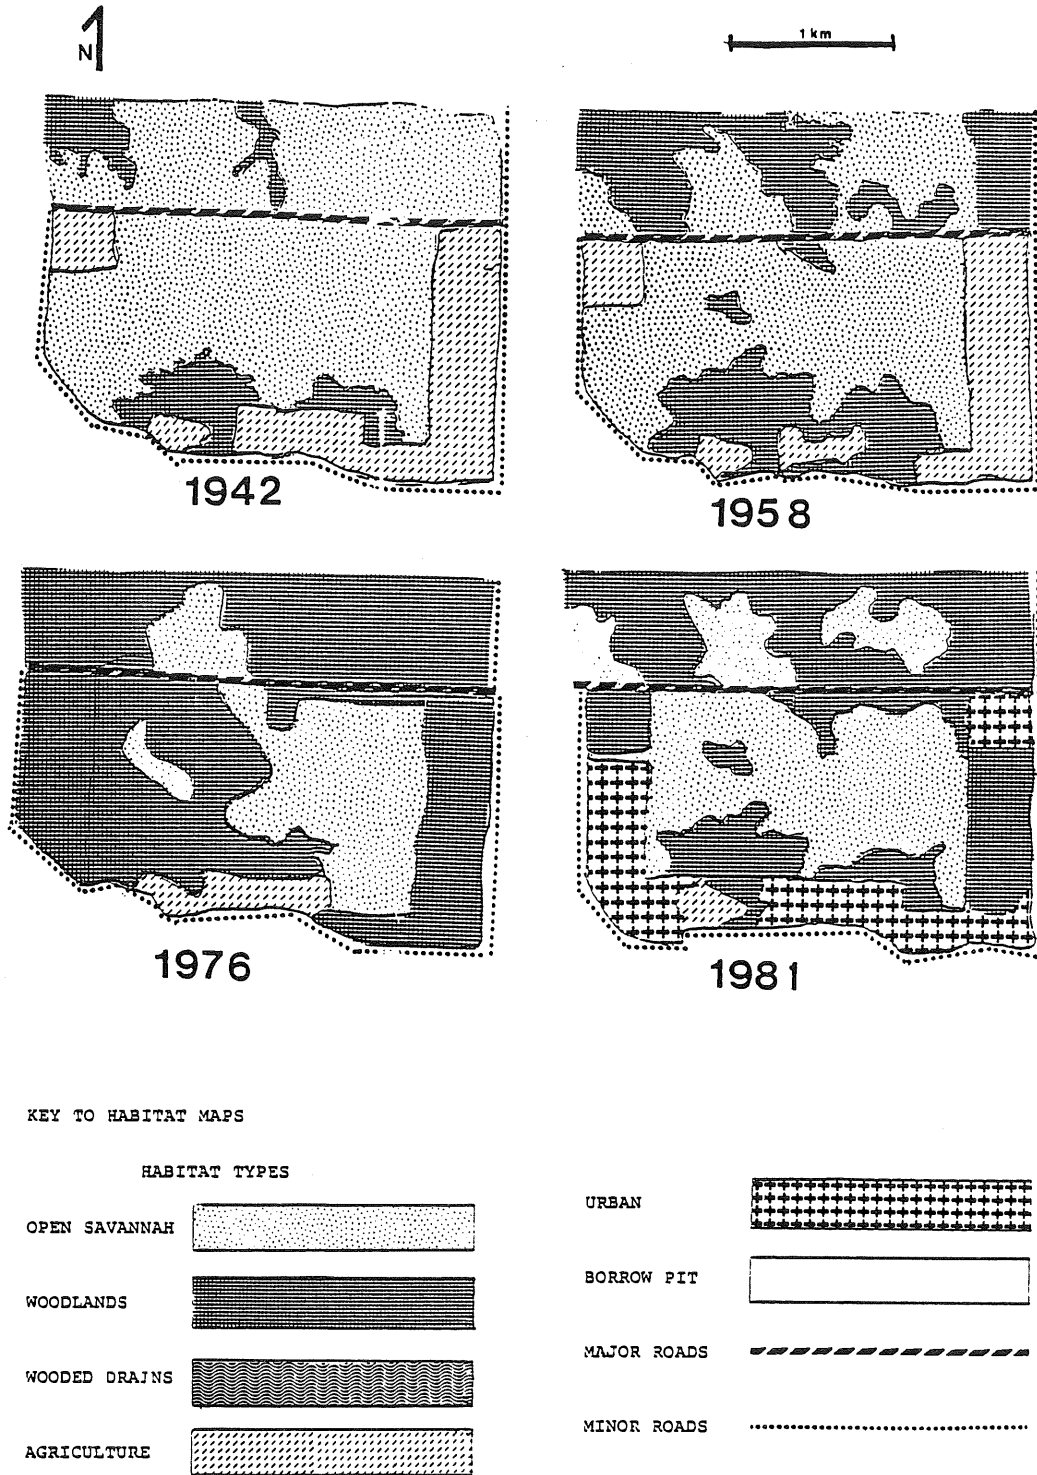 N
1 km
1942
1958
1976
1981
KEY TO HABITAT MAPS
HABITAT TYPES
OPEN SAVANNAH
WOODLANDS
WOODED DRAINS
AGRICULTURE
URBAN
BORROW PIT
MAJOR ROADS
MINOR ROADS